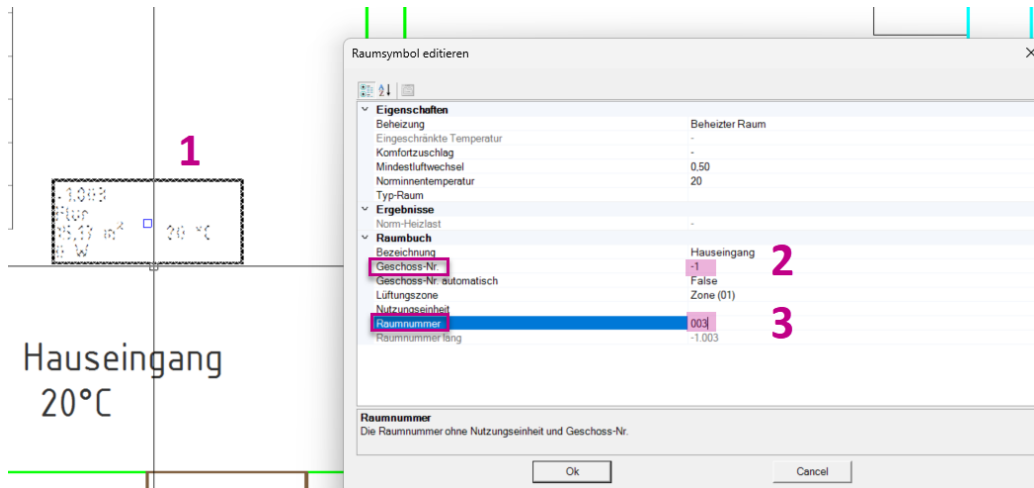 Raumsymbol editieren
1
-1.003
Flur
m² 20 °C
0 W
Hauseingang
20°C
Eigenschaften
Beheizung Beheizter Raum
Eingeschränkte Temperatur -
Komfortzuschlag -
Mindestluftwechsel 0,50
Norminnentemperatur 20
Typ-Raum
Ergebnisse
Norm-Heizlast -
Raumbuch
Bezeichnung Hauseingang
Geschoss-Nr. -1 2
Geschoss-Nr. automatisch False
Lüftungszone Zone (01)
Nutzungseinheit
Raumnummer 003 3
Raumnummer lang -1.003
Raumnummer
Die Raumnummer ohne Nutzungseinheit und Geschoss-Nr.
Ok Cancel